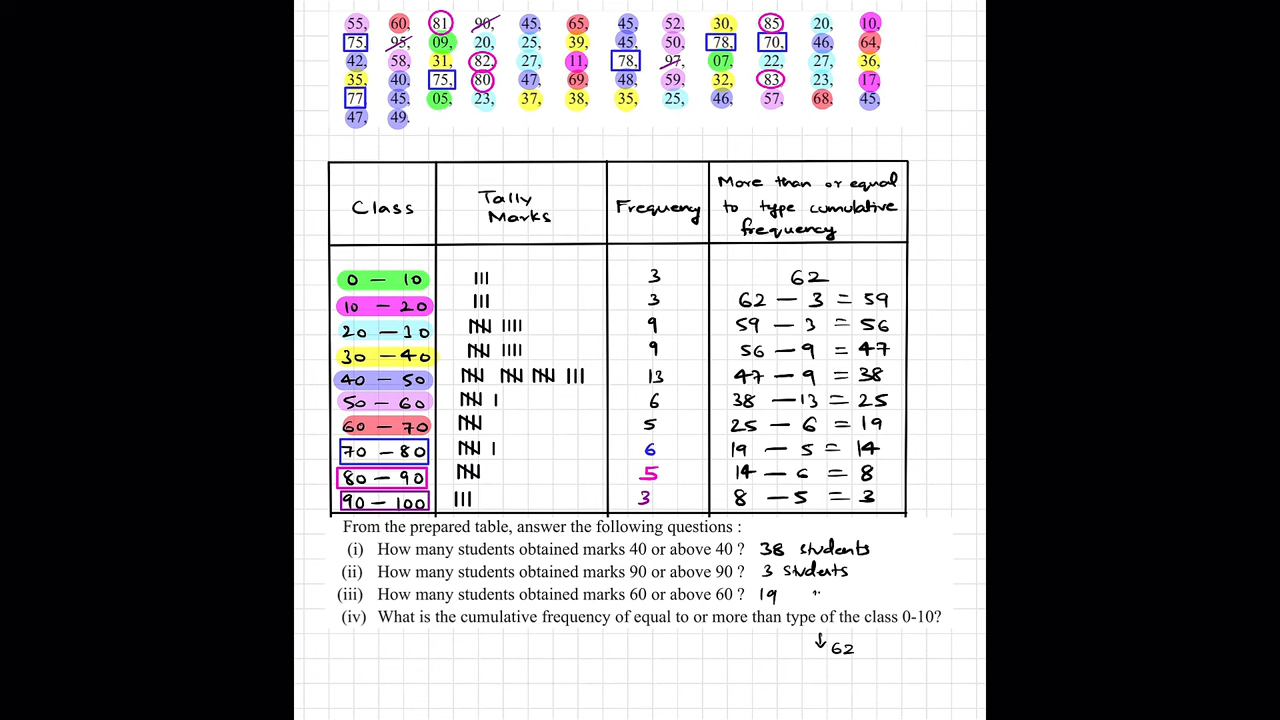 55, 60, 81 90, 45, 65, 45, 52, 30, 85 20, 10,
75, 95, 09, 20, 25, 39, 45, 50, 78, 70, 46, 64,
42, 58, 31, 82, 27, 11, 78, 97, 07, 22, 27, 36,
35 40, 75, 80 47, 69. 48, 59, 32, 83 23, 17,
77 45, 05, 23, 37, 38, 35, 25, 46, 57, 68, 45,
47, 49.
Class Tally Marks Frequency More than or equal to type cumulative frequency
0 - 10 3 62
10 - 20 3 62 - 3 = 59
20 - 30 9 59 - 3 = 56
30 - 40 9 56 - 9 = 47
40 - 50 13 47 - 9 = 38
50 - 60 6 38 - 13 = 25
60 - 70 5 25 - 6 = 19
70 - 80 6 19 - 5 = 14
80 - 90 5 14 - 6 = 8
90 - 100 3 8 - 5 = 3
From the prepared table, answer the following questions :
(i) How many students obtained marks 40 or above 40 ? 38 students
(ii) How many students obtained marks 90 or above 90 ? 3 students
(iii) How many students obtained marks 60 or above 60 ? 19 "
(iv) What is the cumulative frequency of equal to or more than type of the class 0-10?
↓ 62